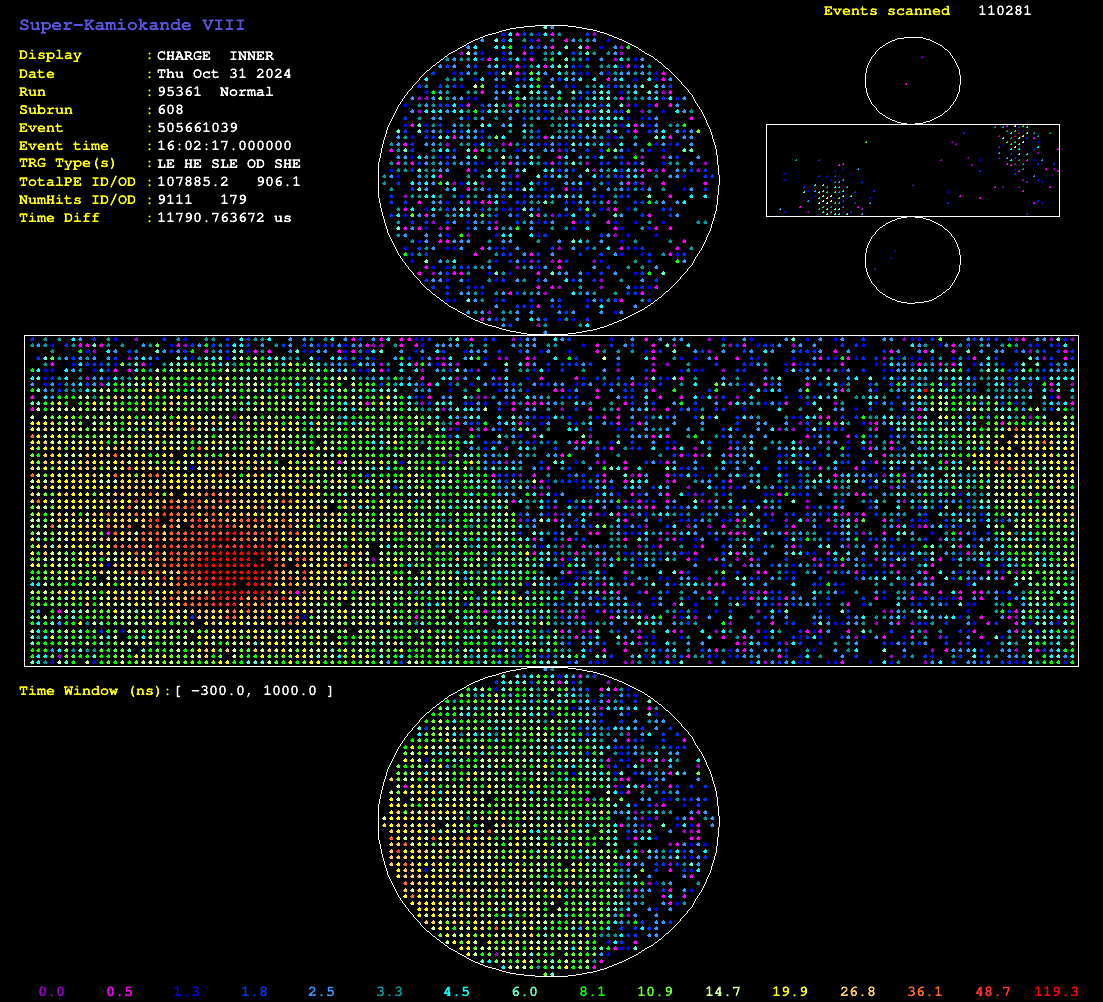 Super-Kamiokande VIII
Events scanned 110281
Display : CHARGE INNER
Date : Thu Oct 31 2024
Run : 95361 Normal
Subrun : 608
Event : 505661039
Event time : 16:02:17.000000
TRG Type(s) : LE HE SLE OD SHE
TotalPE ID/OD : 107885.2 906.1
NumHits ID/OD : 9111 179
Time Diff : 11790.763672 us
Time Window (ns):[ -300.0, 1000.0 ]
0.0 0.5 1.3 1.8 2.5 3.3 4.5 6.0 8.1 10.9 14.7 19.9 26.8 36.1 48.7 119.3